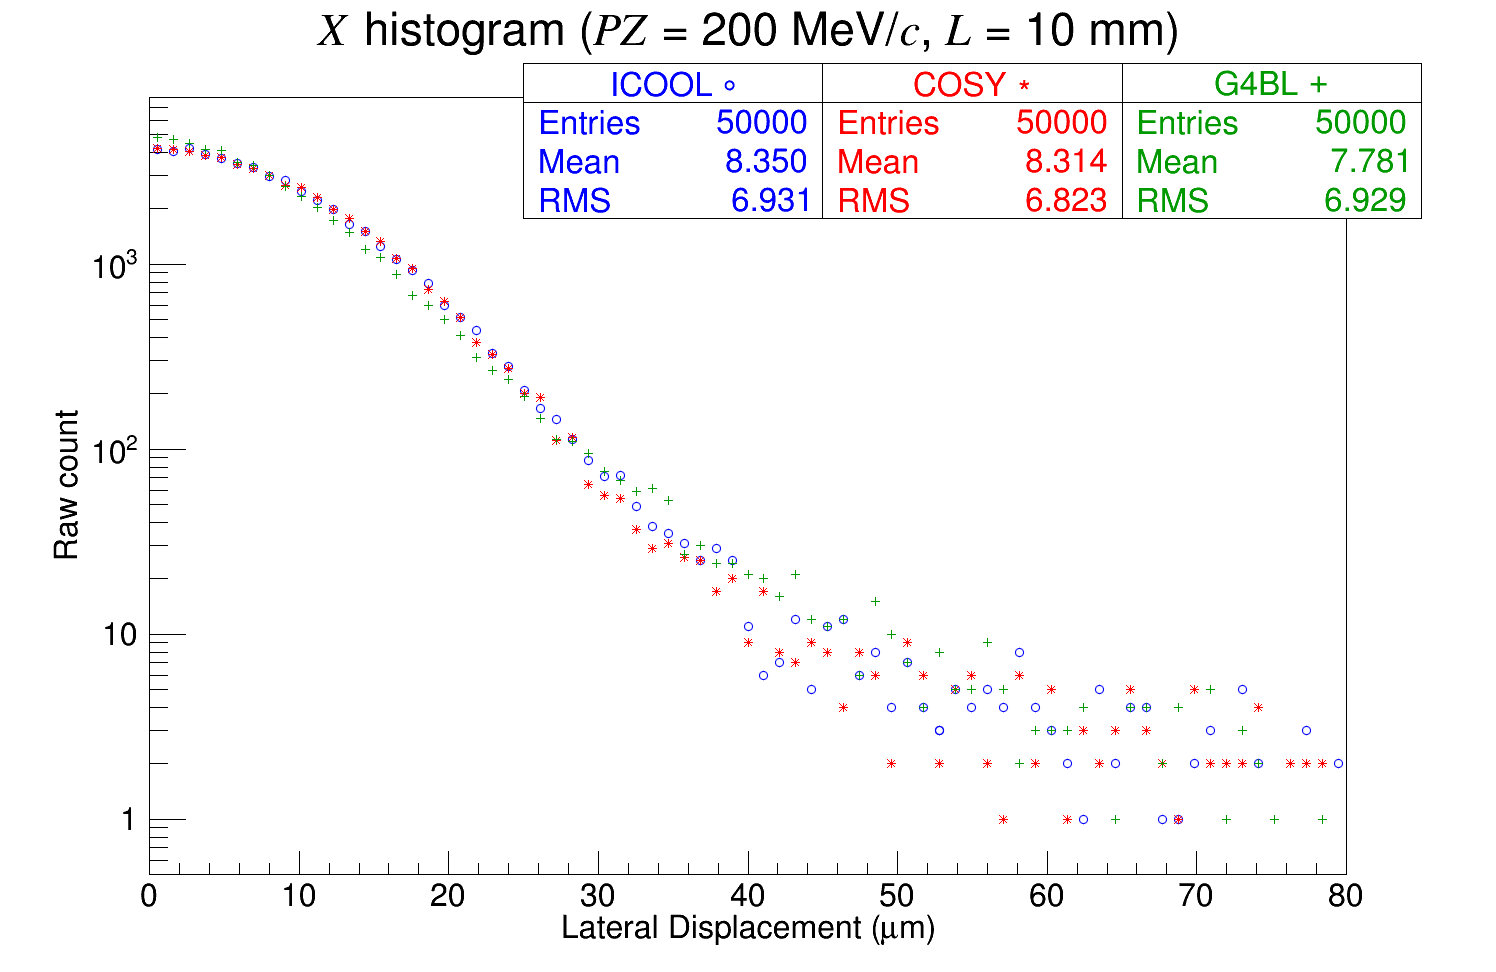 X histogram (PZ = 200 MeV/c, L = 10 mm)
ICOOL COSY * G4BL +
Entries 50000 Entries 50000 Entries 50000
Mean 8.350 Mean 8.314 Mean 7.781
RMS 6.931 RMS 6.823 RMS 6.929
10³
10²
10
1
Raw count
0 10 20 30 40 50 60 70 80
Lateral Displacement (μm)